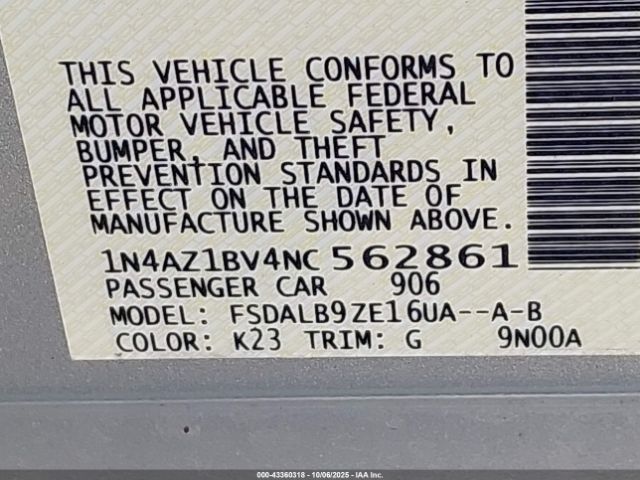 THIS VEHICLE CONFORMS TO
ALL APPLICABLE FEDERAL
MOTOR VEHICLE SAFETY,
BUMPER, AND THEFT
PREVENTION STANDARDS IN
EFFECT ON THE DATE OF
MANUFACTURE SHOWN ABOVE.
1N4AZ1BV4NC 562861
PASSENGER CAR 906
MODEL: FSDALB9ZE16UA--A-B
COLOR: K23 TRIM: G 9N00A
000-43360318 - 10/06/2025 - IAA Inc.